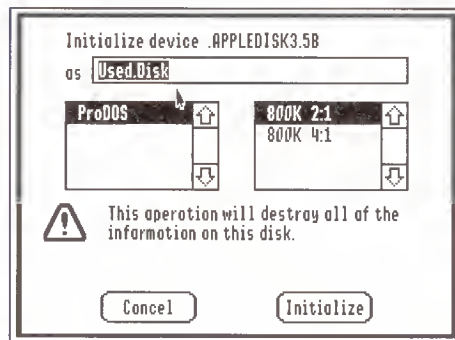 Initialize device .APPLEDISK3.5B
as Used.Disk
ProDOS
800K 2:1
800K 4:1
This operation will destroy all of the
information on this disk.
Cancel
Initialize